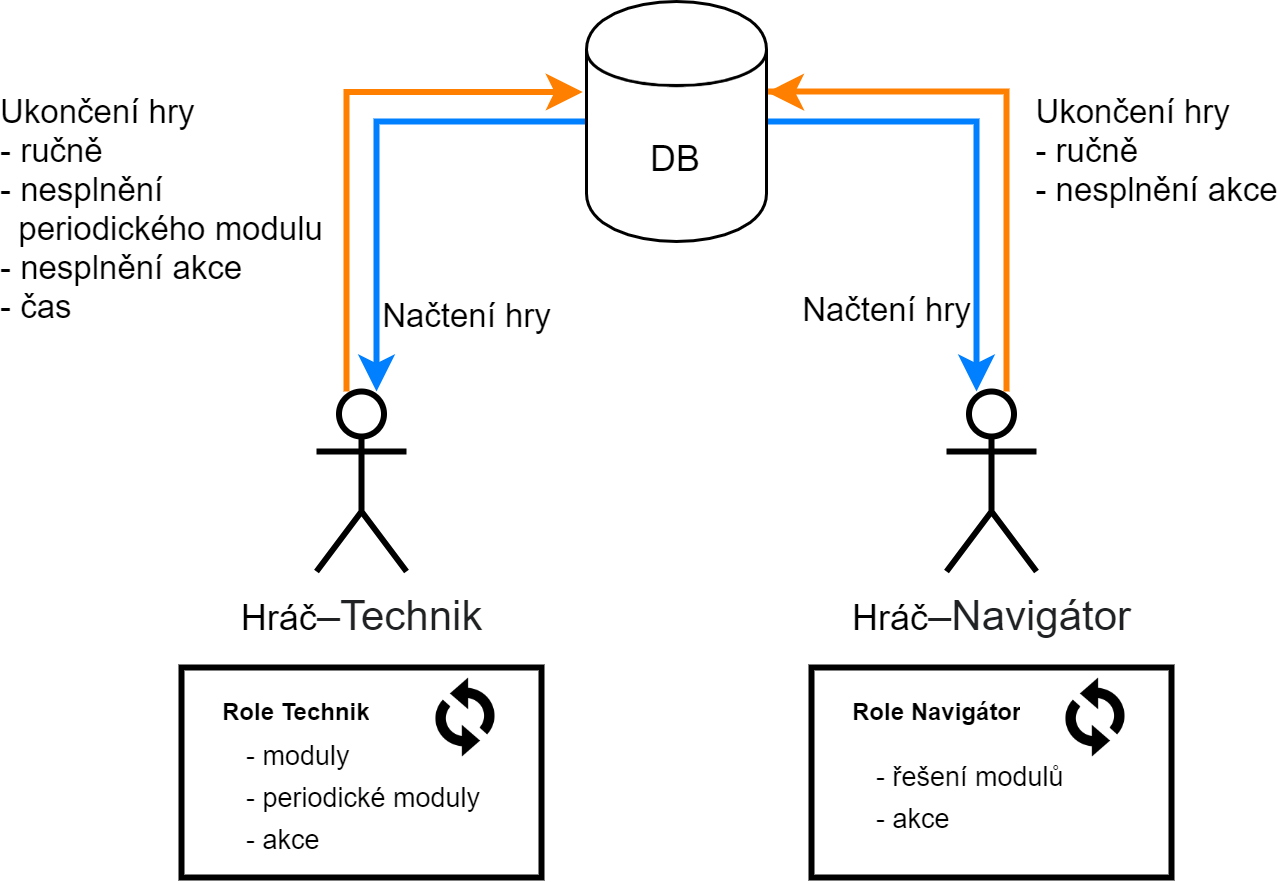 DB
Ukončení hry
- ručně
- nesplnění
periodického modulu
- nesplnění akce
- čas
Načtení hry
Ukončení hry
- ručně
- nesplnění akce
Načtení hry
Hráč–Technik
Hráč–Navigátor
Role Technik
- moduly
- periodické moduly
- akce
Role Navigátor
- řešení modulů
- akce